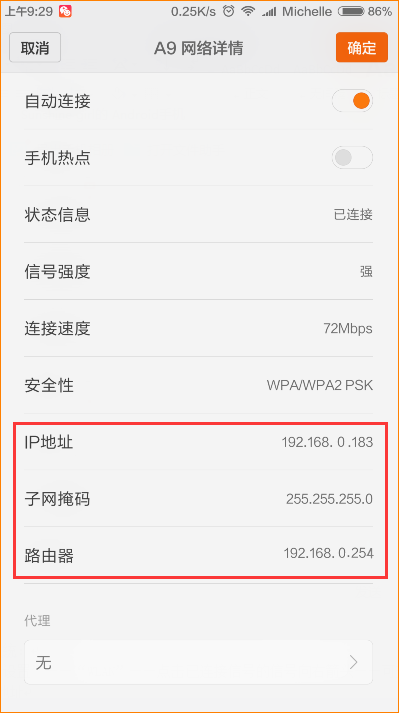 上午9:29 0.25K/s Michelle 86%
取消 A9 网络详情 确定
自动连接
手机热点
状态信息 已连接
信号强度 强
连接速度 72Mbps
安全性 WPA/WPA2 PSK
IP地址 192.168. 0 .183
子网掩码 255.255.255.0
路由器 192.168. 0.254
代理
无